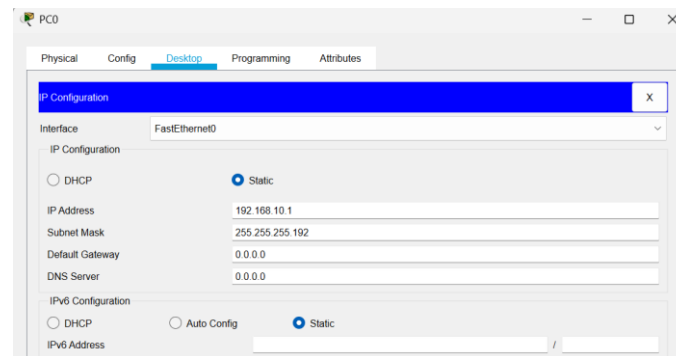 PC0
Physical Config Desktop Programming Attributes
IP Configuration X
Interface FastEthernet0
IP Configuration
DHCP Static
IP Address 192.168.10.1
Subnet Mask 255.255.255.192
Default Gateway 0.0.0.0
DNS Server 0.0.0.0
IPv6 Configuration
DHCP Auto Config Static
IPv6 Address /